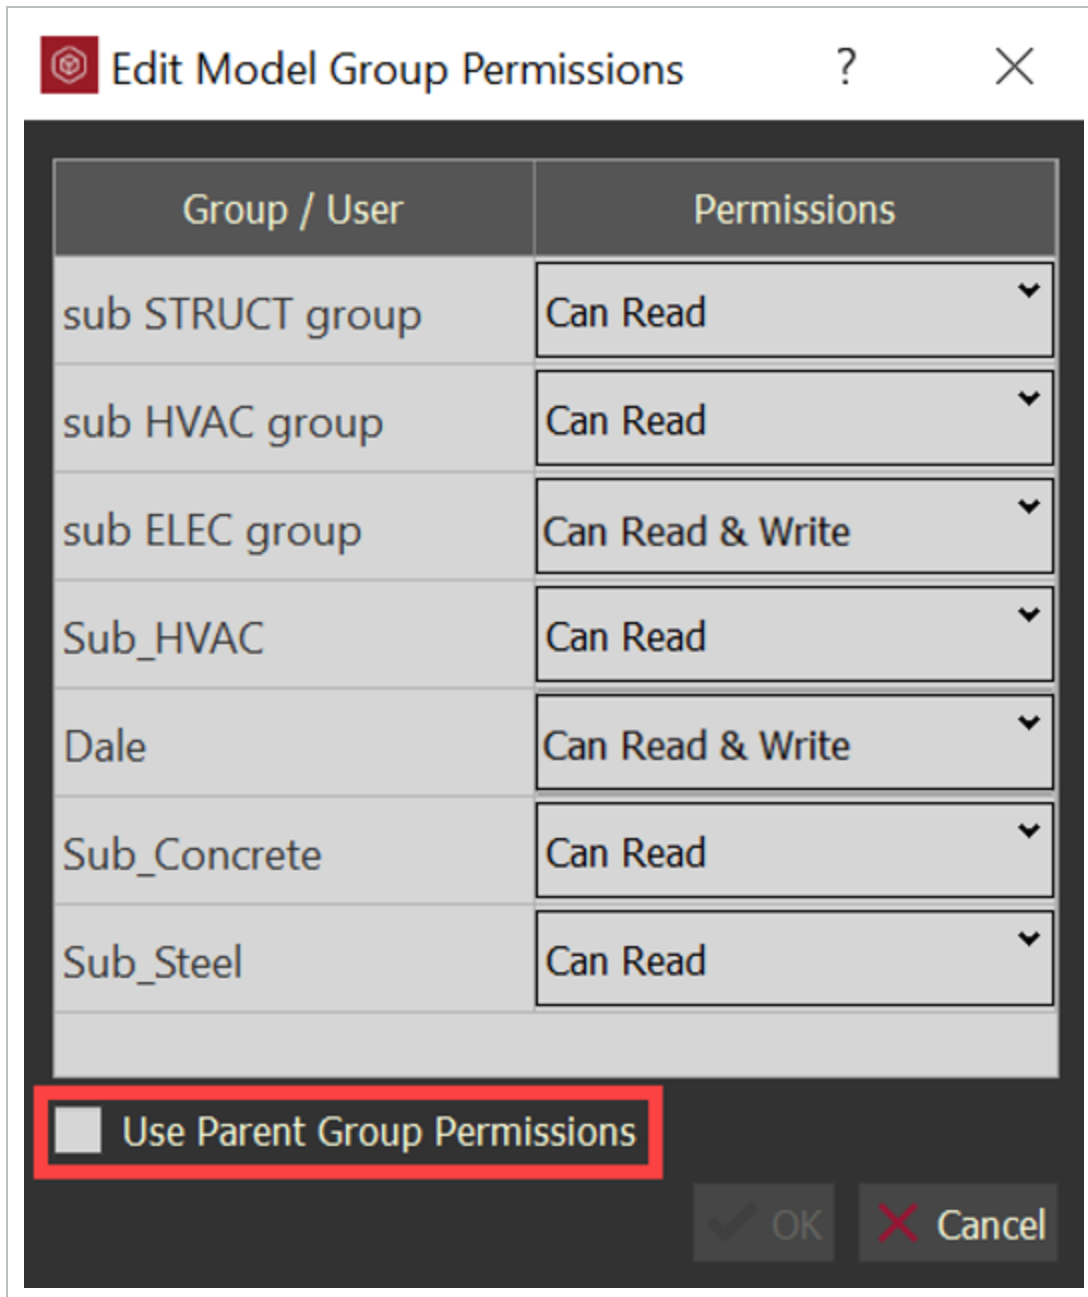 Edit Model Group Permissions ?
Group / User Permissions
sub STRUCT group Can Read
sub HVAC group Can Read
sub ELEC group Can Read & Write
Sub_HVAC Can Read
Dale Can Read & Write
Sub_Concrete Can Read
Sub_Steel Can Read
Use Parent Group Permissions
OK Cancel